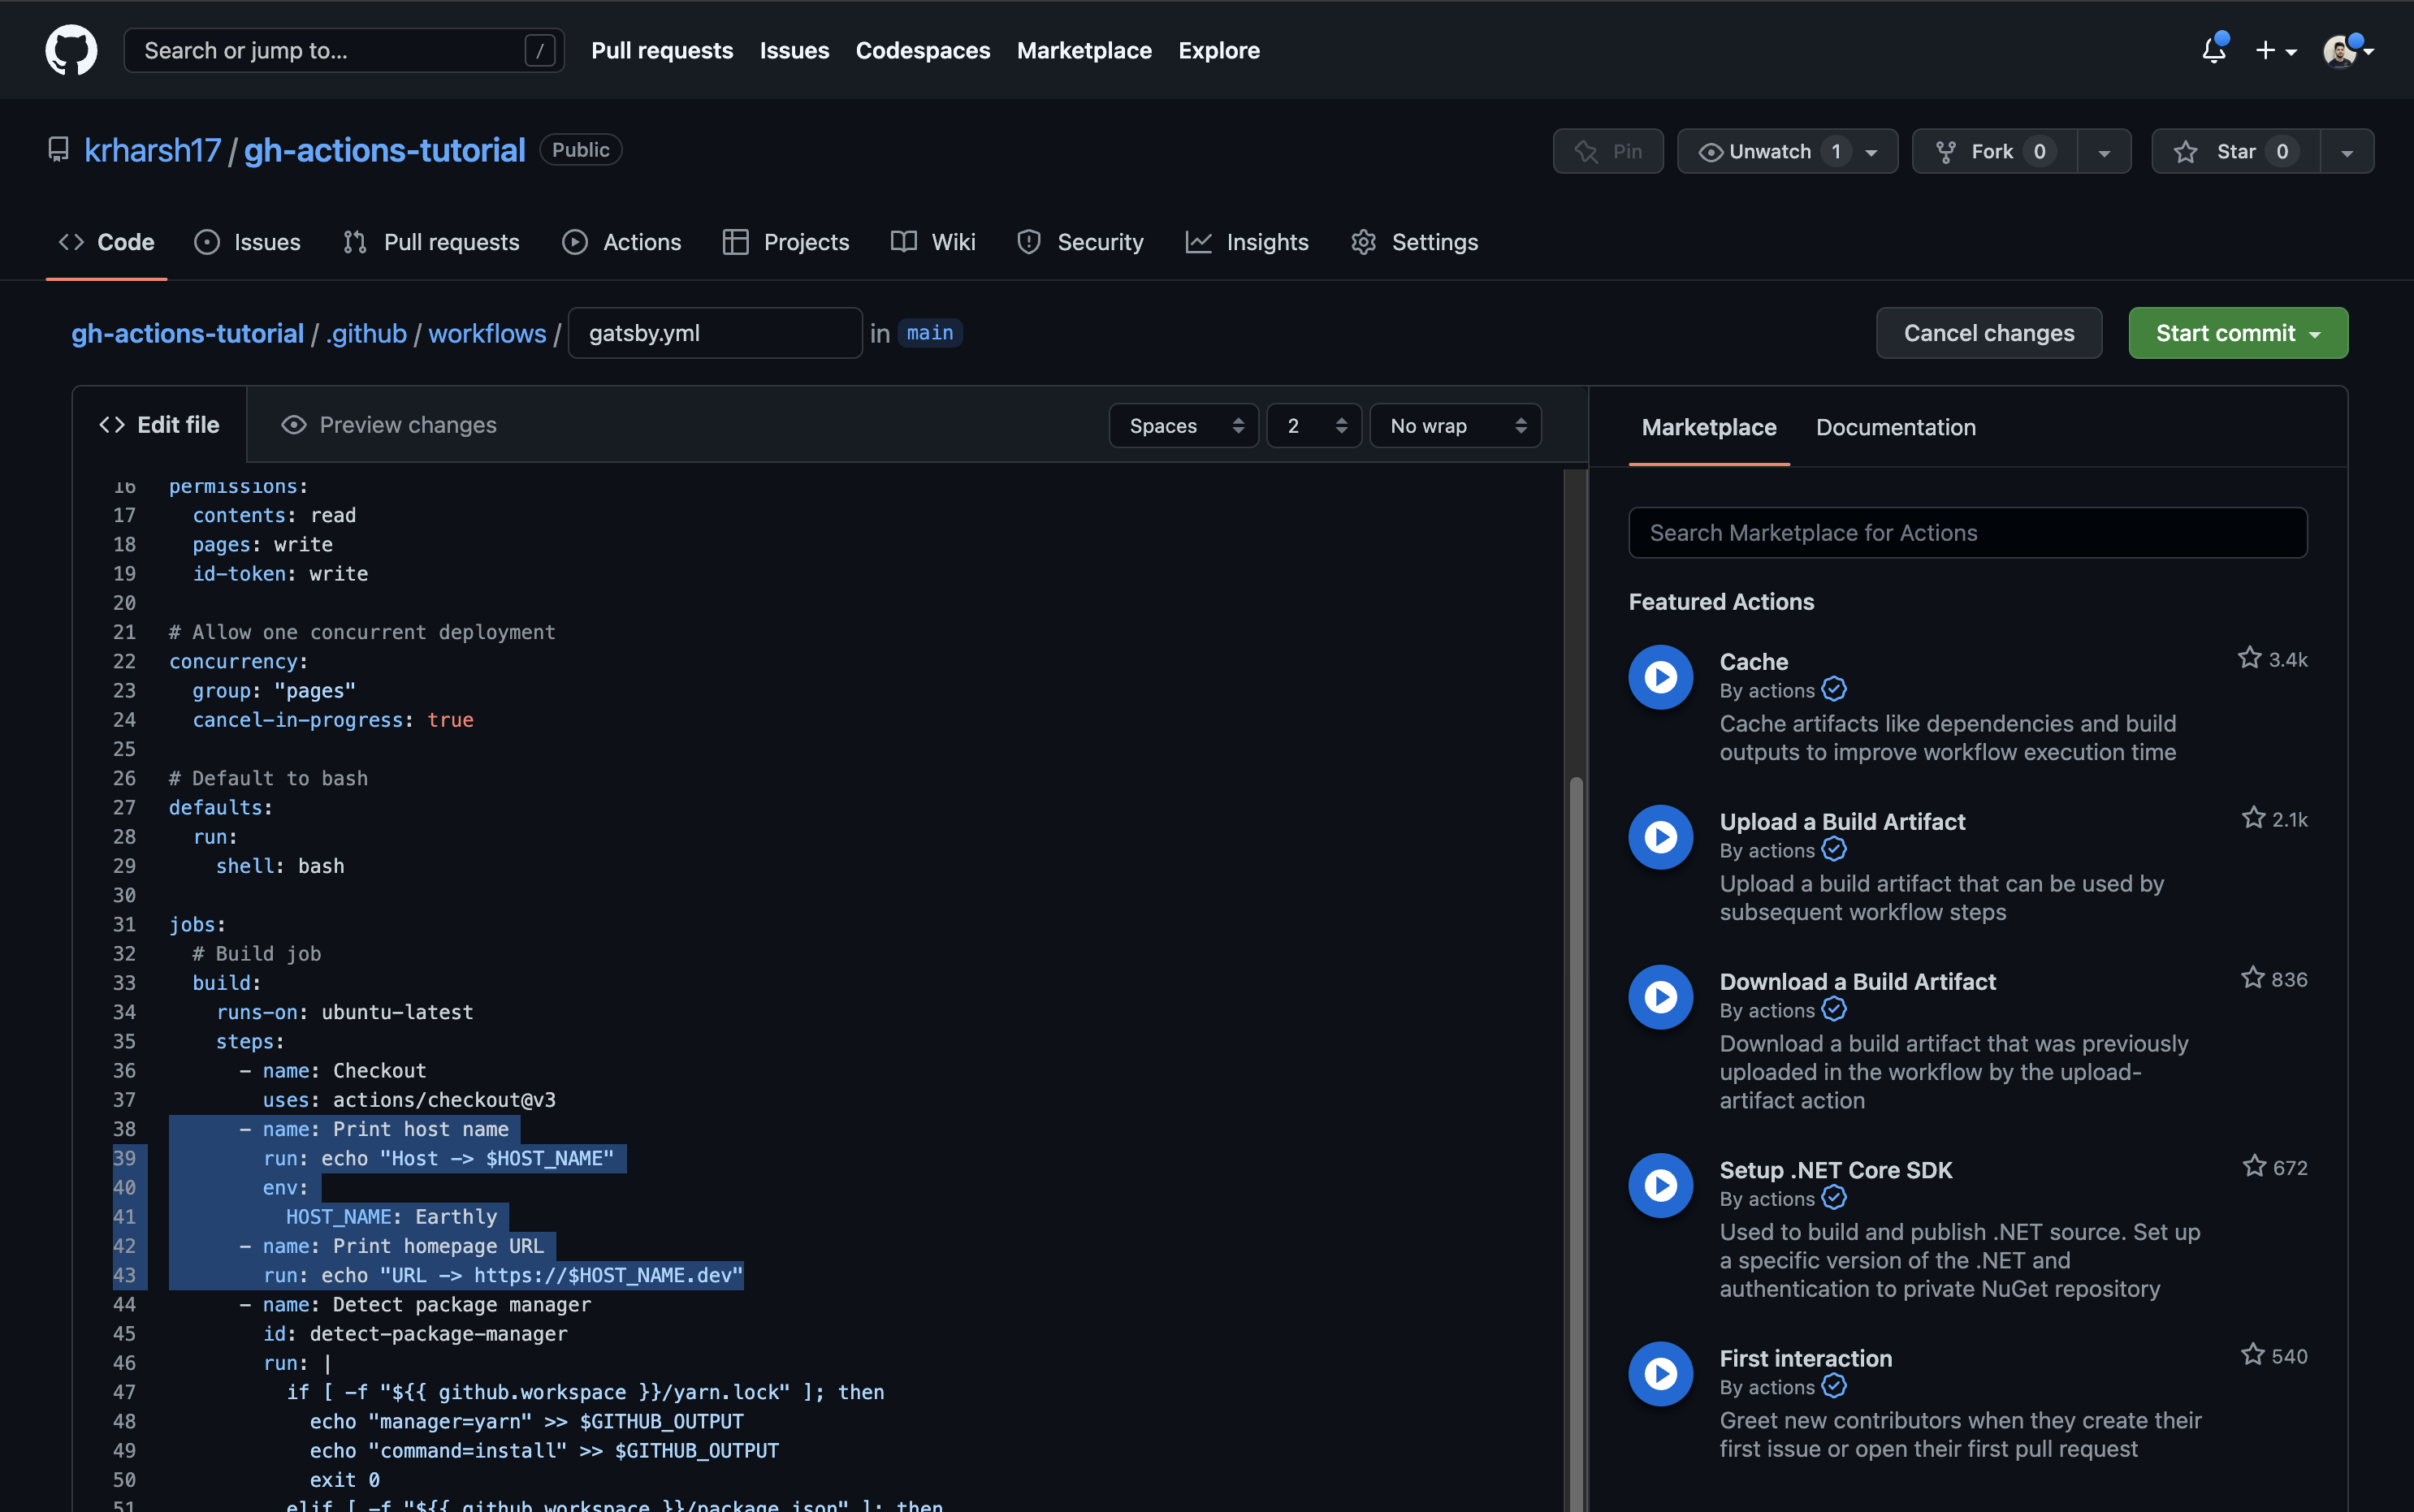 Search or jump to...
/
Pull requests
Issues
Codespaces
Marketplace
Explore
krharsh17 / gh-actions-tutorial
Public
Pin
Unwatch 1
Fork 0
Star 0
Code
Issues
Pull requests
Actions
Projects
Wiki
Security
Insights
Settings
gh-actions-tutorial / .github / workflows / gatsby.yml in main
Cancel changes
Start commit
Edit file
Preview changes
Spaces
2
No wrap
16 permissions:
17   contents: read
18   pages: write
19   id-token: write
20
21 # Allow one concurrent deployment
22 concurrency:
23   group: "pages"
24   cancel-in-progress: true
25
26 # Default to bash
27 defaults:
28   run:
29     shell: bash
30
31 jobs:
32   # Build job
33   build:
34     runs-on: ubuntu-latest
35     steps:
36       - name: Checkout
37         uses: actions/checkout@v3
38       - name: Print host name
39         run: echo "Host -> $HOST_NAME"
40         env:
41           HOST_NAME: Earthly
42       - name: Print homepage URL
43         run: echo "URL -> https://$HOST_NAME.dev"
44       - name: Detect package manager
45         id: detect-package-manager
46         run: |
47           if [ -f "${{ github.workspace }}/yarn.lock" ]; then
48             echo "manager=yarn" >> $GITHUB_OUTPUT
49             echo "command=install" >> $GITHUB_OUTPUT
50             exit 0
51           elif [ -f "${{ github.workspace }}/package.json" ]; then
Marketplace
Documentation
Search Marketplace for Actions
Featured Actions
Cache
3.4k
By actions
Cache artifacts like dependencies and build
outputs to improve workflow execution time
Upload a Build Artifact
2.1k
By actions
Upload a build artifact that can be used by
subsequent workflow steps
Download a Build Artifact
836
By actions
Download a build artifact that was previously
uploaded in the workflow by the upload-
artifact action
Setup .NET Core SDK
672
By actions
Used to build and publish .NET source. Set up
a specific version of the .NET and
authentication to private NuGet repository
First interaction
540
By actions
Greet new contributors when they create their
first issue or open their first pull request